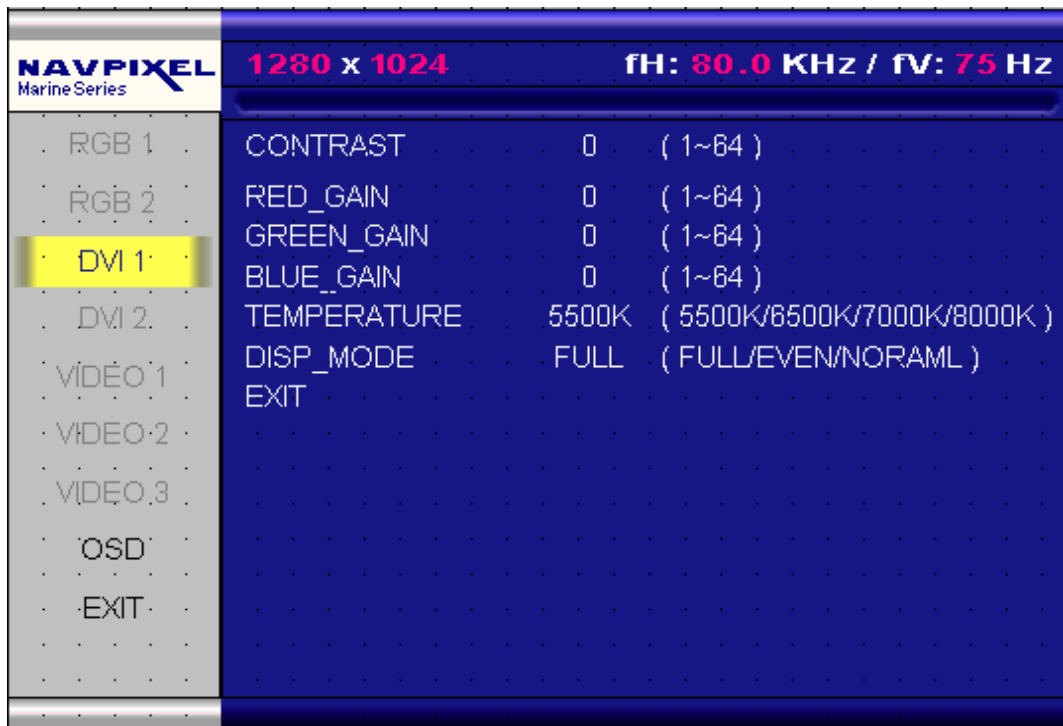 NAVPIXEL
Marine Series
1280 x 1024 fH: 80.0 KHz / fV: 75 Hz
RGB 1
RGB 2
DVI 1
DVI 2
VIDEO 1
VIDEO 2
VIDEO 3
OSD
EXIT
CONTRAST 0 ( 1~64 )
RED_GAIN 0 ( 1~64 )
GREEN_GAIN 0 ( 1~64 )
BLUE_GAIN 0 ( 1~64 )
TEMPERATURE 5500K ( 5500K/6500K/7000K/8000K )
DISP_MODE FULL ( FULL/EVEN/NORAML )
EXIT